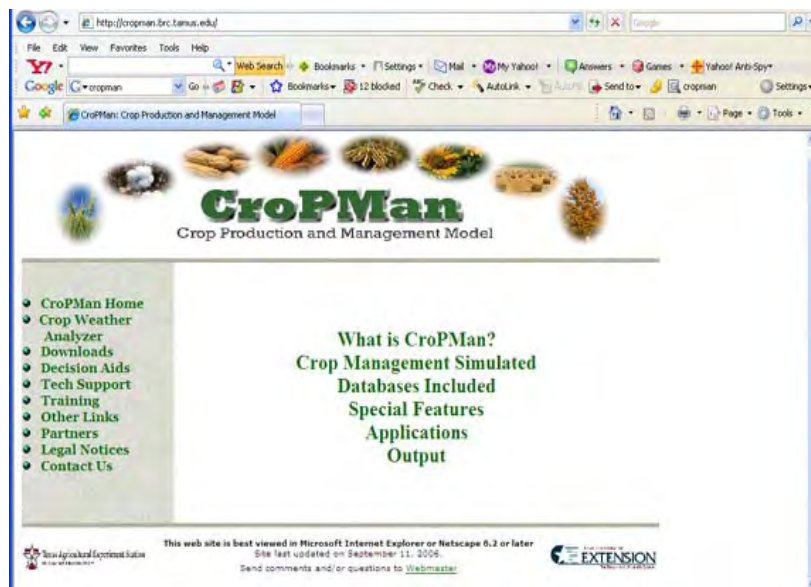 http://cropman.brc.tamus.edu/
Google
File Edit View Favorites Tools Help
Y! Web Search Bookmarks Settings Mail My Yahoo! Answers Games Yahoo! Anti-Spy
Google G cropman Go Bookmarks 12 blocked Check AutoLink Send to cropman Settings
CroPMan: Crop Production and Management Model Page Tools
CroPMan
Crop Production and Management Model
CroPMan Home
Crop Weather
Analyzer
Downloads
Decision Aids
Tech Support
Training
Other Links
Partners
Legal Notices
Contact Us
What is CroPMan?
Crop Management Simulated
Databases Included
Special Features
Applications
Output
Texas Agricultural Experiment Station
This web site is best viewed in Microsoft Internet Explorer or Netscape 6.2 or later
Site last updated on September 11, 2006.
Send comments and/or questions to Webmaster
EXTENSION